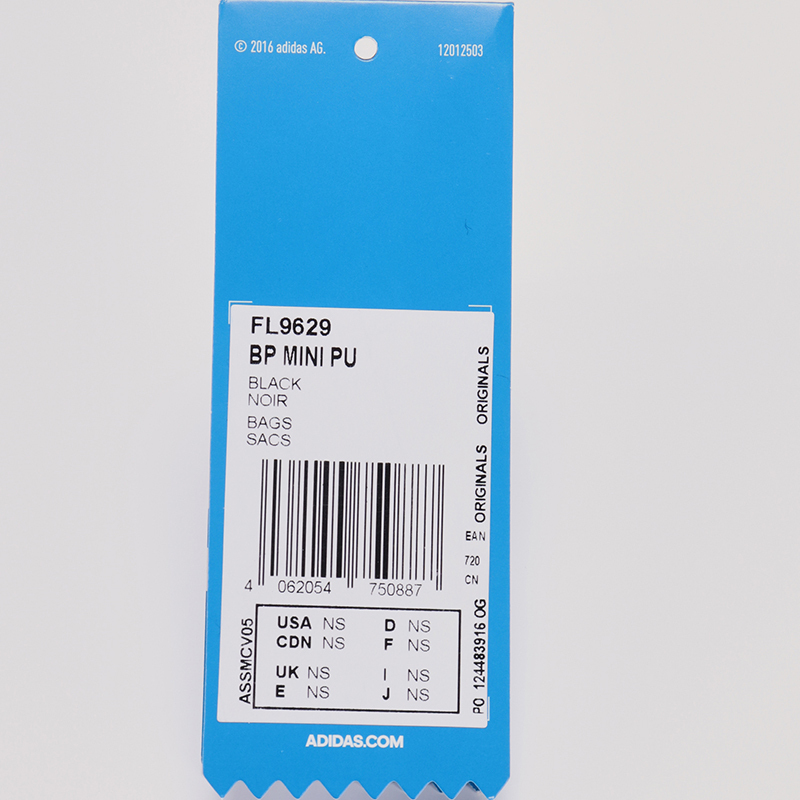 © 2016 adidas AG.
12012503
FL9629
BP MINI PU
BLACK
NOIR
BAGS
SACS
ORIGINALS
ORIGINALS
EAN
720
CN
4 062054 750887
ASSMCV05
USA NS D NS
CDN NS F NS
UK NS I NS
E NS J NS
PO 124483916 OG
ADIDAS.COM